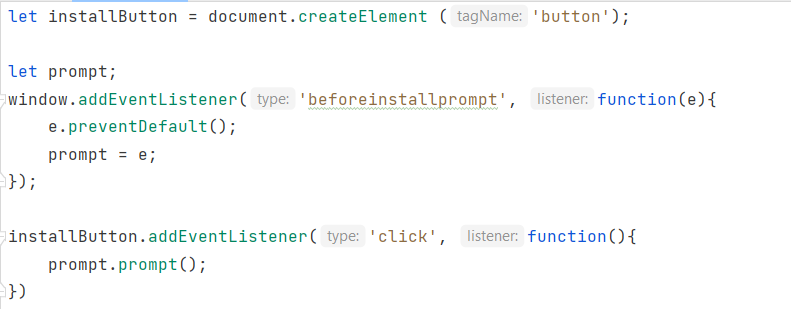 let installButton = document.createElement ( tagName: 'button');
let prompt;
window.addEventListener( type: 'beforeinstallprompt', listener: function(e){
e.preventDefault();
prompt = e;
});
installButton.addEventListener( type: 'click', listener: function(){
prompt.prompt();
})